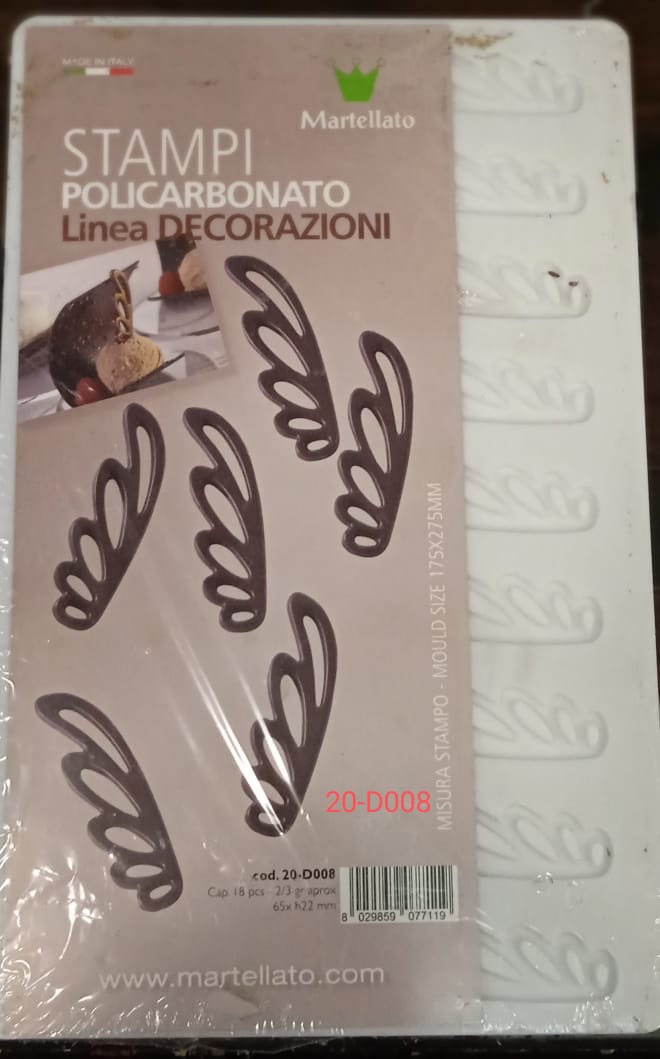 MADE IN ITALY
Martellato
STAMPI
POLICARBONATO
Linea DECORAZIONI
MISURA STAMPO - MOULD SIZE 175X275MM
20-D008
cod. 20-D008
Cap. 18 pcs - 2/3 gr aprox
65x h22 mm
8 029859 077119
www.martellato.com